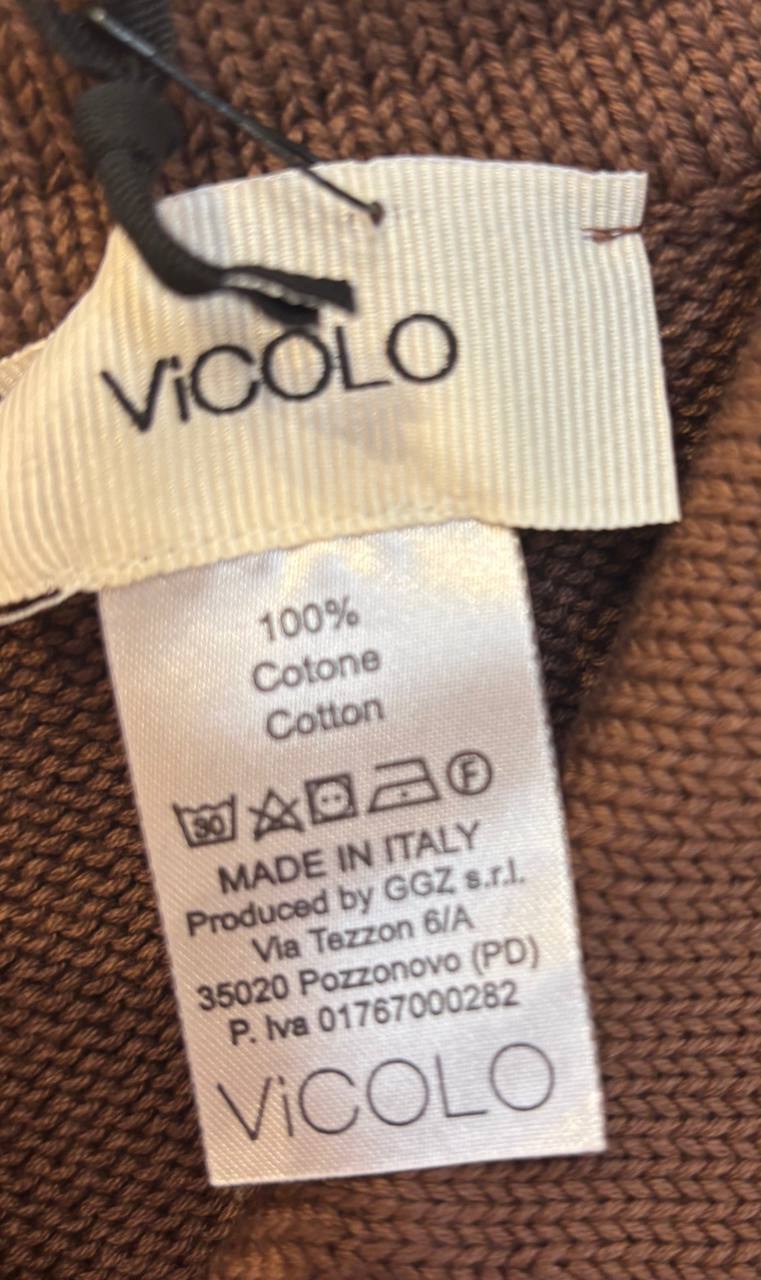 ViCOLO
100%
Cotone
Cotton
30 F
MADE IN ITALY
Produced by GGZ s.r.l.
Via Tezzon 6/A
35020 Pozzonovo (PD)
P. Iva 01767000282
ViCOLO